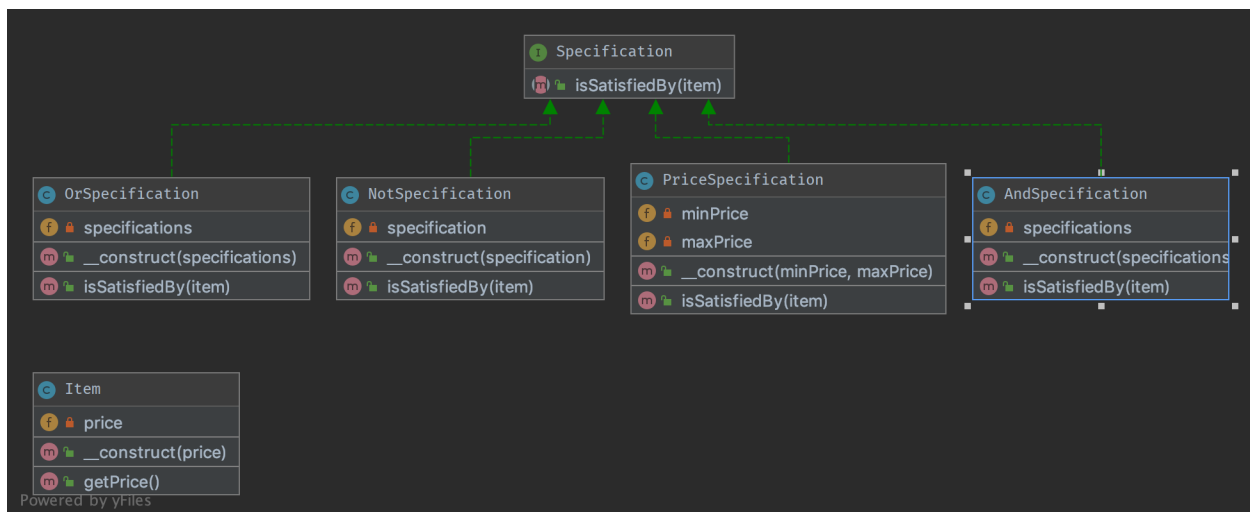 Specification
isSatisfiedBy(item)
OrSpecification
specifications
__construct(specifications)
isSatisfiedBy(item)
NotSpecification
specification
__construct(specification)
isSatisfiedBy(item)
PriceSpecification
minPrice
maxPrice
__construct(minPrice, maxPrice)
isSatisfiedBy(item)
AndSpecification
specifications
__construct(specifications
isSatisfiedBy(item)
Item
price
__construct(price)
getPrice()
Powered by yFiles